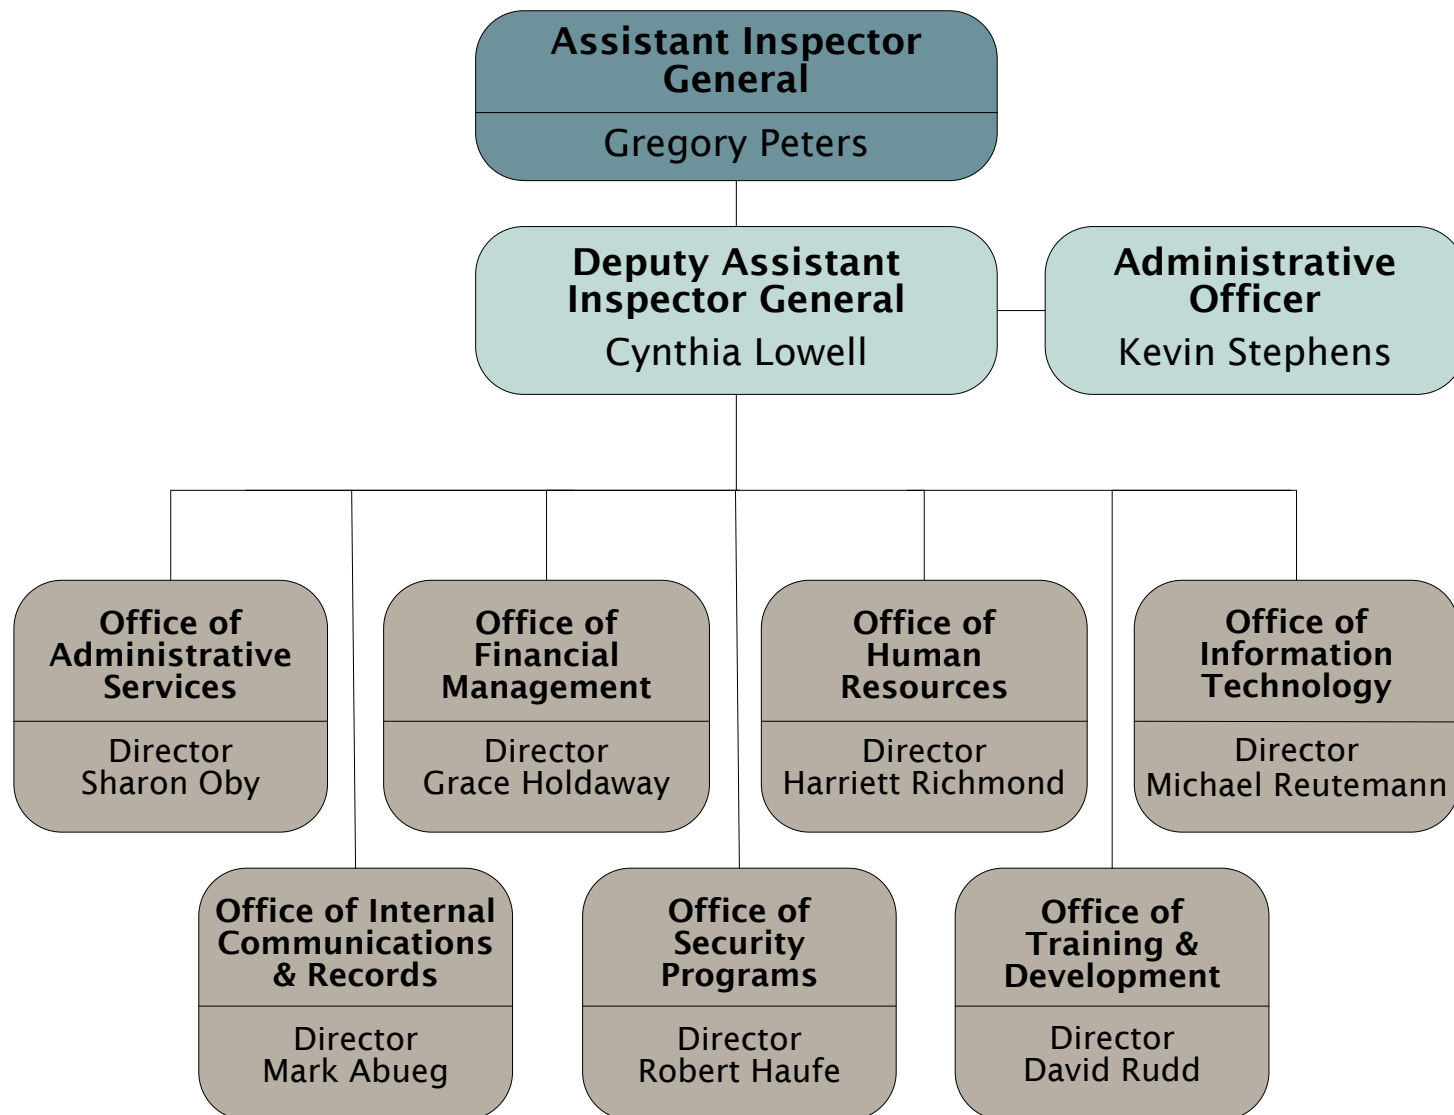 Assistant Inspector
General
Gregory Peters
Deputy Assistant
Inspector General
Cynthia Lowell
Administrative
Officer
Kevin Stephens
Office of
Administrative
Services
Director
Sharon Oby
Office of
Financial
Management
Director
Grace Holdaway
Office of
Human
Resources
Director
Harriett Richmond
Office of
Information
Technology
Director
Michael Reutemann
Office of Internal
Communications
& Records
Director
Mark Abueg
Office of
Security
Programs
Director
Robert Haufe
Office of
Training &
Development
Director
David Rudd